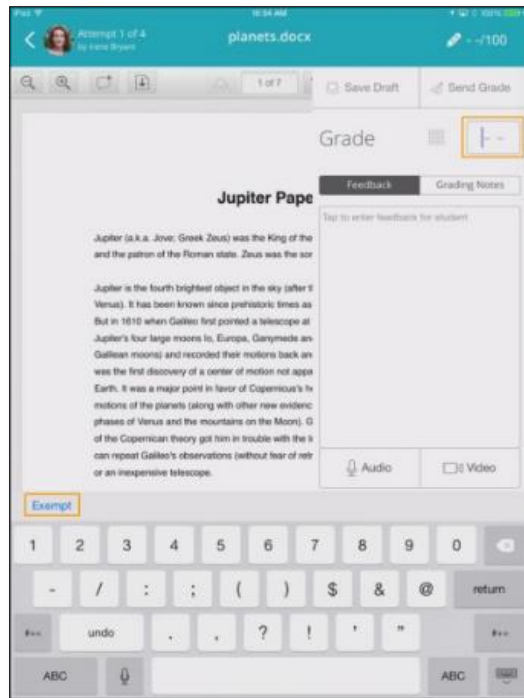 iPad
10:34 AM
100%
Attempt 1 of 4
by Irene Bryant
planets.docx
- -/100
1 of 7
Save Draft
Send Grade
Grade
- -
Feedback
Grading Notes
Tap to enter feedback for student
Jupiter Pape
Jupiter (a.k.a. Jove; Greek Zeus) was the King of the
and the patron of the Roman state. Zeus was the sor
Jupiter is the fourth brightest object in the sky (after t
Venus). It has been known since prehistoric times as
But in 1610 when Galileo first pointed a telescope at
Jupiter's four large moons Io, Europa, Ganymede an
Galilean moons) and recorded their motions back an
was the first discovery of a center of motion not appa
Earth. It was a major point in favor of Copernicus's h
motions of the planets (along with other new evidenc
phases of Venus and the mountains on the Moon). G
of the Copernican theory got him in trouble with the I
can repeat Galileo's observations (without fear of retr
or an inexpensive telescope.
Audio
Video
Exempt
1 2 3 4 5 6 7 8 9 0
- / : ; ( ) $ & @ return
#+= undo . , ? ! ' " #+=
ABC ABC